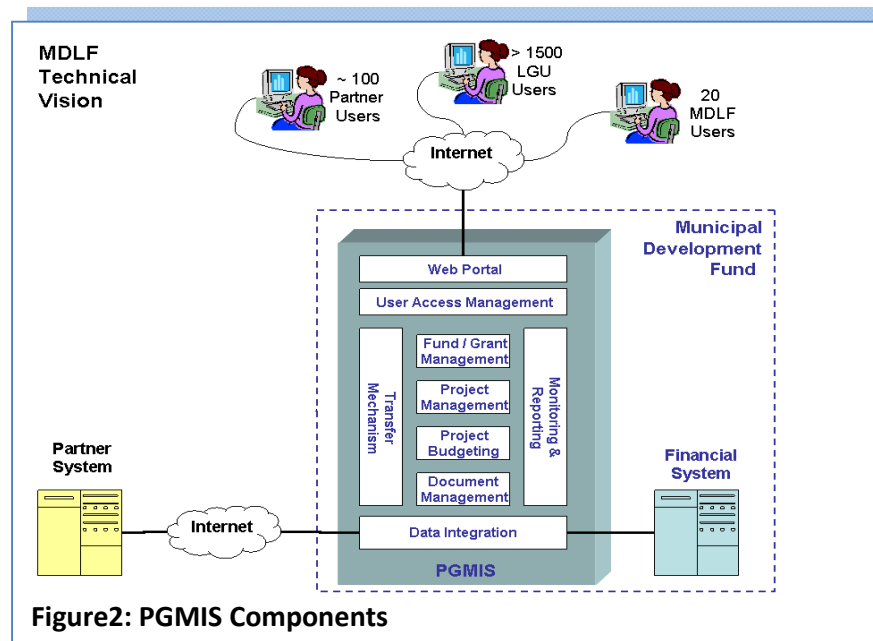 MDLF
Technical
Vision
~ 100
Partner
Users
> 1500
LGU
Users
20
MDLF
Users
Internet
Municipal
Development
Fund
Web Portal
User Access Management
Transfer
Mechanism
Fund / Grant
Management
Project
Management
Project
Budgeting
Document
Management
Monitoring &
Reporting
Partner
System
Financial
System
Internet
Data Integration
PGMIS
Figure2: PGMIS Components